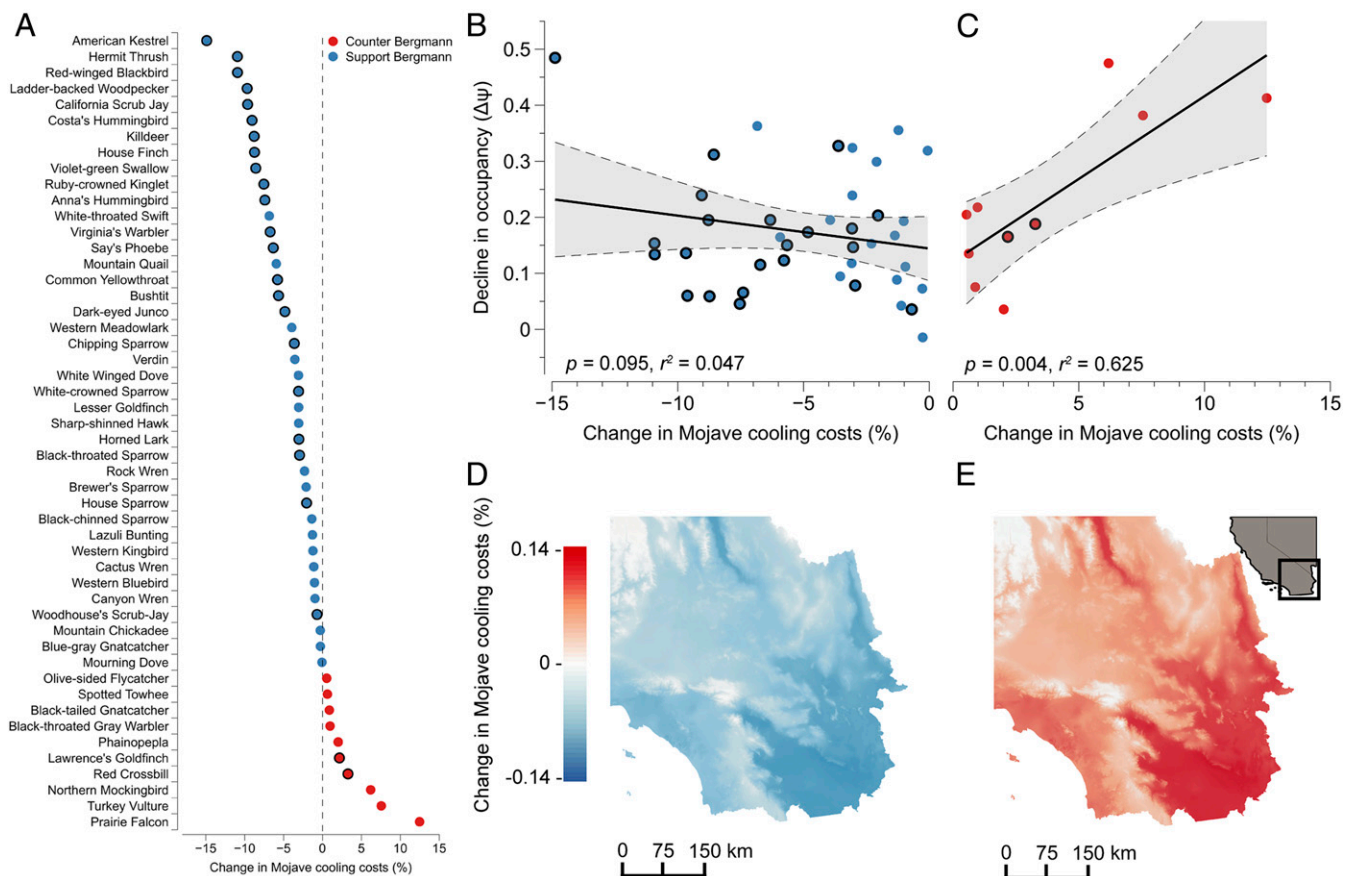 A
Counter Bergmann
Support Bergmann
American Kestrel
Hermit Thrush
Red-winged Blackbird
Ladder-backed Woodpecker
California Scrub Jay
Costa's Hummingbird
Killdeer
House Finch
Violet-green Swallow
Ruby-crowned Kinglet
Anna's Hummingbird
White-throated Swift
Virginia's Warbler
Say's Phoebe
Mountain Quail
Common Yellowthroat
Bushtit
Dark-eyed Junco
Western Meadowlark
Chipping Sparrow
Verdin
White Winged Dove
White-crowned Sparrow
Lesser Goldfinch
Sharp-shinned Hawk
Horned Lark
Black-throated Sparrow
Rock Wren
Brewer's Sparrow
House Sparrow
Black-chinned Sparrow
Lazuli Bunting
Western Kingbird
Cactus Wren
Western Bluebird
Canyon Wren
Woodhouse's Scrub-Jay
Mountain Chickadee
Blue-gray Gnatcatcher
Mourning Dove
Olive-sided Flycatcher
Spotted Towhee
Black-tailed Gnatcatcher
Black-throated Gray Warbler
Phainopepla
Lawrence's Goldfinch
Red Crossbill
Northern Mockingbird
Turkey Vulture
Prairie Falcon
−15 −10 −5 0 5 10 15
Change in Mojave cooling costs (%)
B
Decline in occupancy (Δψ)
0.5
0.4
0.3
0.2
0.1
0
p = 0.095, r² = 0.047
−15 −10 −5 0
Change in Mojave cooling costs (%)
C
p = 0.004, r² = 0.625
0 5 10 15
Change in Mojave cooling costs (%)
D
Change in Mojave cooling costs (%)
0.14
0
-0.14
0 75 150 km
E
0 75 150 km